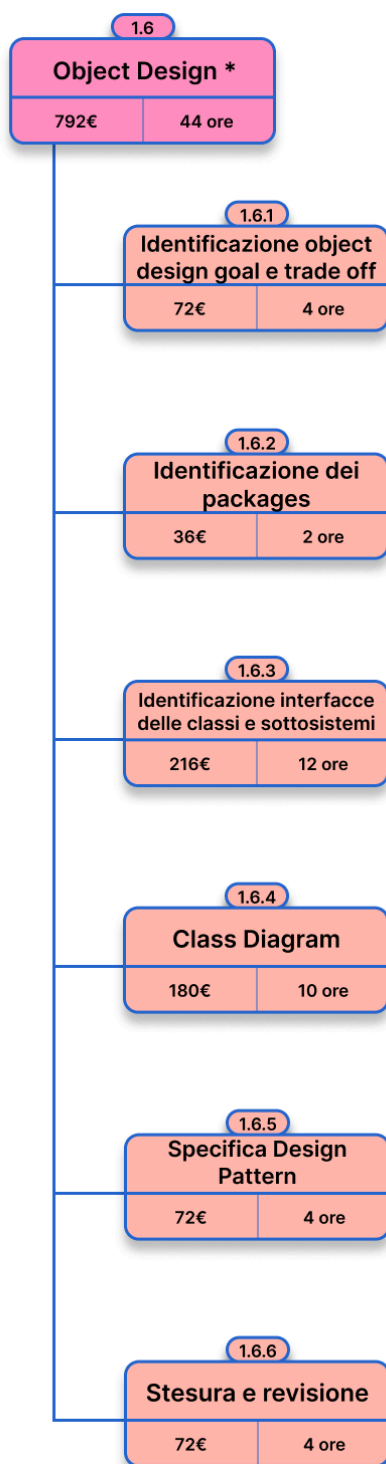 1.6
Object Design *
792€ 44 ore
1.6.1
Identificazione object
design goal e trade off
72€ 4 ore
1.6.2
Identificazione dei
packages
36€ 2 ore
1.6.3
Identificazione interfacce
delle classi e sottosistemi
216€ 12 ore
1.6.4
Class Diagram
180€ 10 ore
1.6.5
Specifica Design
Pattern
72€ 4 ore
1.6.6
Stesura e revisione
72€ 4 ore